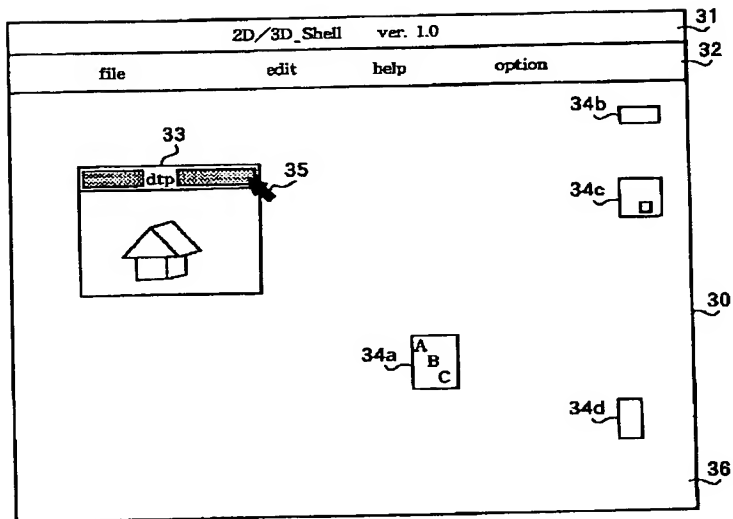 2D/3D_Shell ver. 1.0
31
32
file edit help option
34b
33
dtp
35
34c
30
34a
A
B
C
34d
36